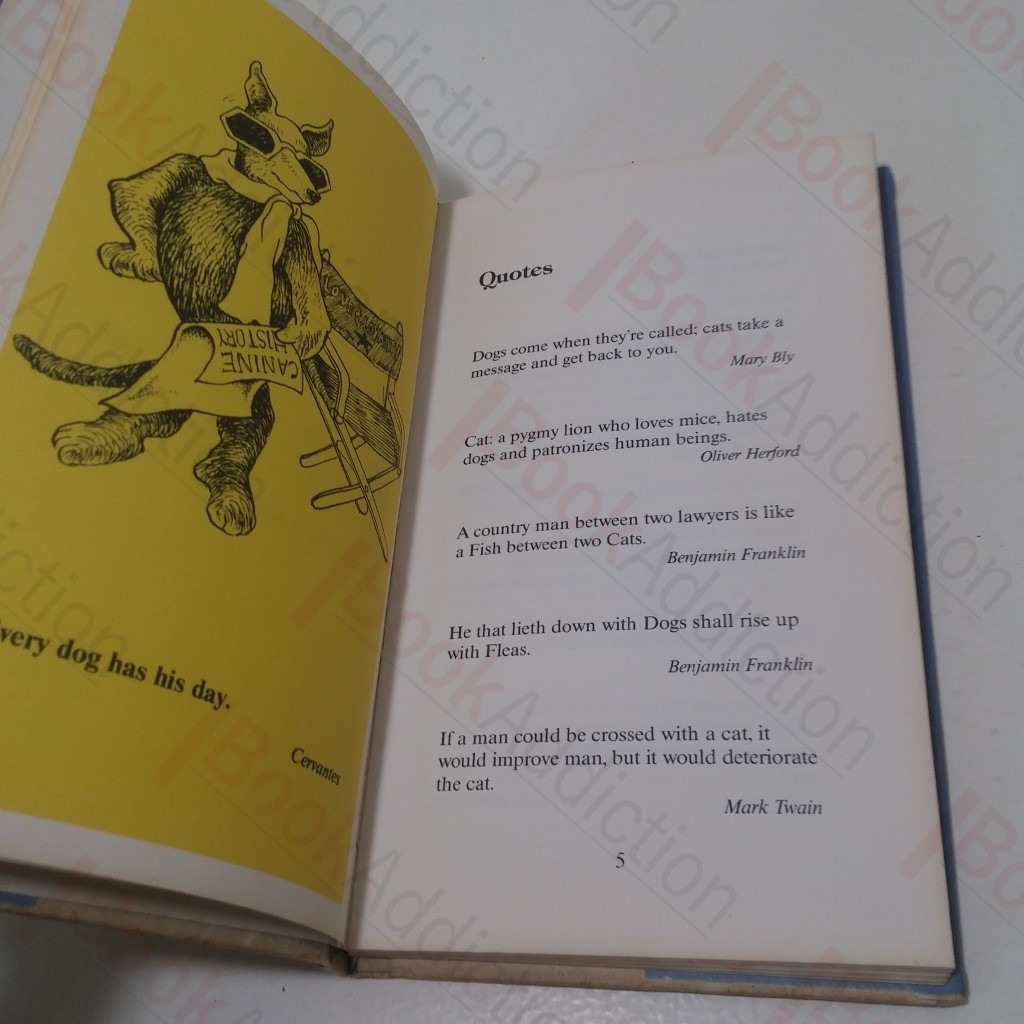 CANINE
HISTORY
very dog has his day.
Cervantes
Quotes
Dogs come when they're called; cats take a
message and get back to you.
Mary Bly
Cat: a pygmy lion who loves mice, hates
dogs and patronizes human beings.
Oliver Herford
A country man between two lawyers is like
a Fish between two Cats.
Benjamin Franklin
He that lieth down with Dogs shall rise up
with Fleas.
Benjamin Franklin
If a man could be crossed with a cat, it
would improve man, but it would deteriorate
the cat.
Mark Twain
5
BookAddiction